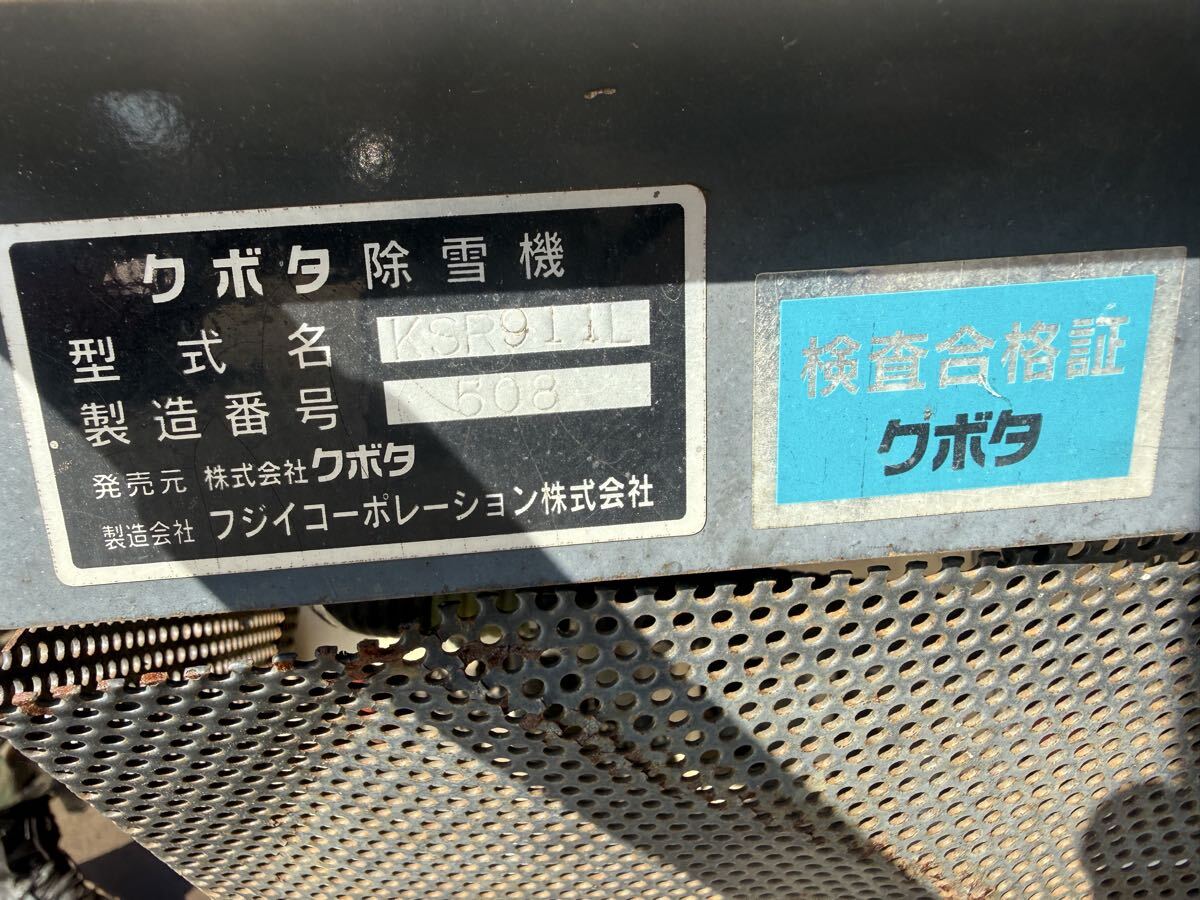 クボタ除雪機
型式名 KSR911L
製造番号 508
発売元 株式会社クボタ
製造会社 フジイコーポレーション株式会社
検査合格証
クボタ